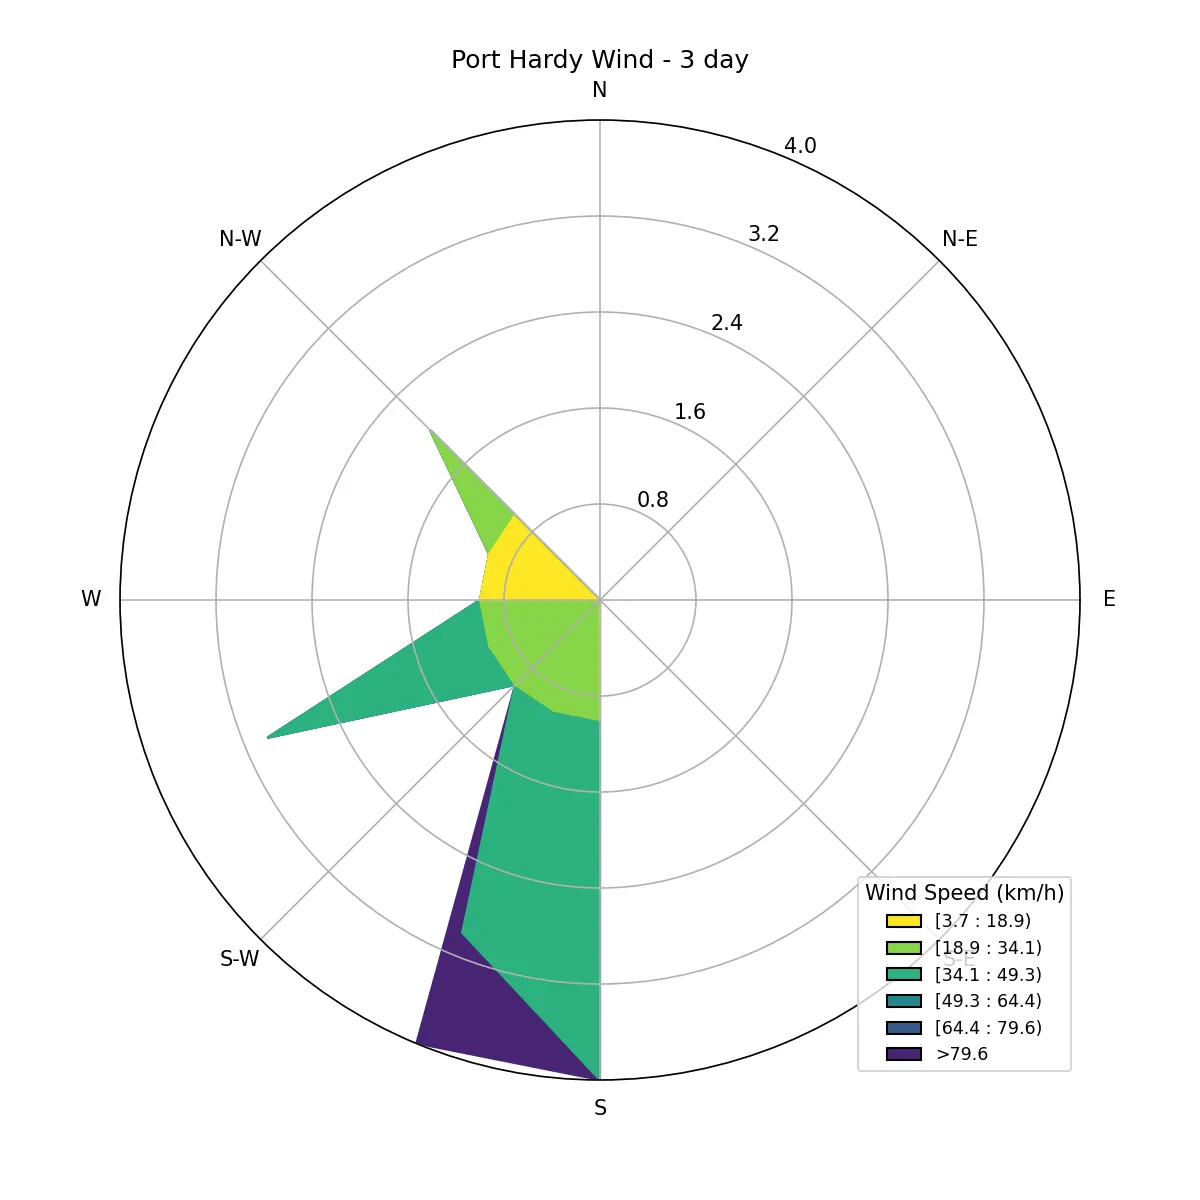 Port Hardy Wind - 3 day
N
4.0
N-W
3.2
N-E
2.4
1.6
0.8
W
E
S-W
S-E
Wind Speed (km/h)
[3.7 : 18.9)
[18.9 : 34.1)
[34.1 : 49.3)
[49.3 : 64.4)
[64.4 : 79.6)
>79.6
S